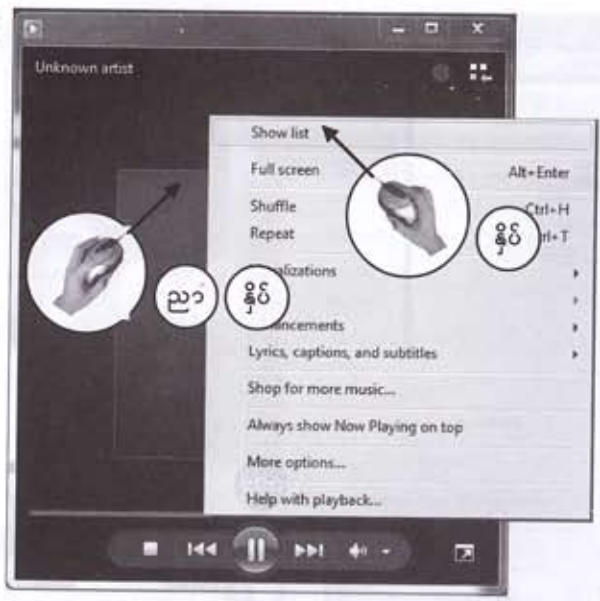 Unknown artist
Show list
Full screen Alt+Enter
Shuffle Ctrl+H
Repeat
ညာ နှိပ်
နှိပ်
Lyrics, captions, and subtitles
Shop for more music...
Always show Now Playing on top
More options...
Help with playback...